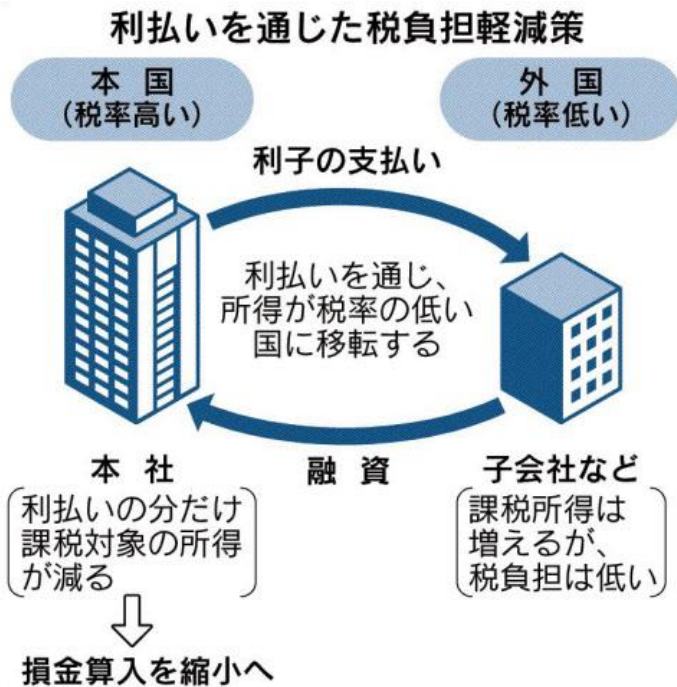 利払いを通じた税負担軽減策
本国
(税率高い)
外国
(税率低い)
利子の支払い
利払いを通じ、
所得が税率の低い
国に移転する
融資
本社
利払いの分だけ
課税対象の所得
が減る
子会社など
課税所得は
増えるが、
税負担は低い
損金算入を縮小へ